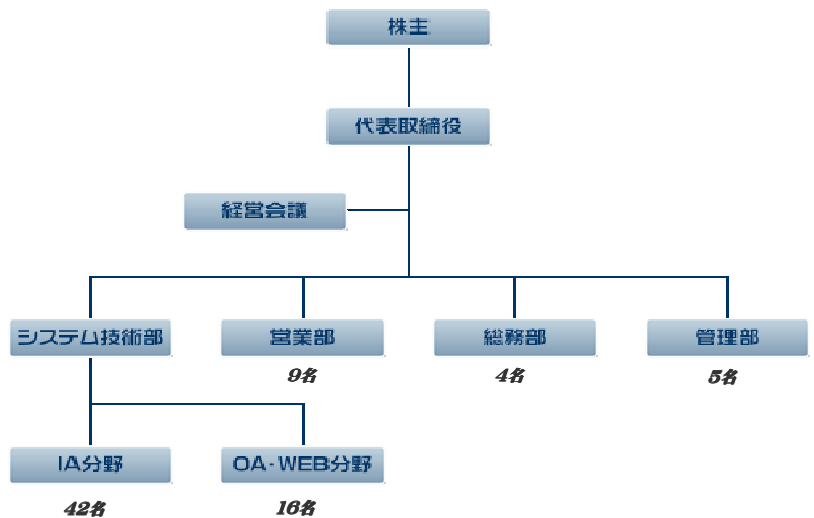 株主
代表取締役
経営会議
システム技術部
営業部
総務部
管理部
9名
4名
5名
IA分野
OA・WEB分野
42名
16名